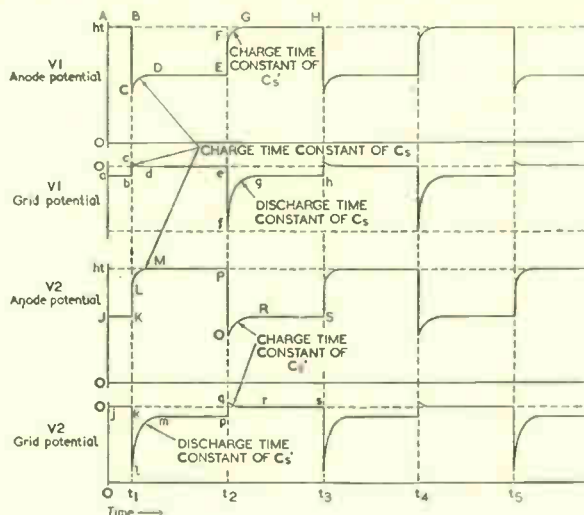 A B G H
ht
F
V1
Anode potential
CHARGE TIME
CONSTANT OF
Cs'
D E
C
O
CHARGE TIME CONSTANT OF Cs
c
O
a b d e g h
V1
Grid potential
DISCHARGE TIME
CONSTANT OF Cs
f
M
ht P
L
V2
Anode potential
J K R S
O
CHARGE TIME
CONSTANT OF
Cs'
O
q
O
j k r s
m p
V2
Grid potential
DISCHARGE TIME
CONSTANT OF Cs'
l
O t1 t2 t3 t4 t5
Time